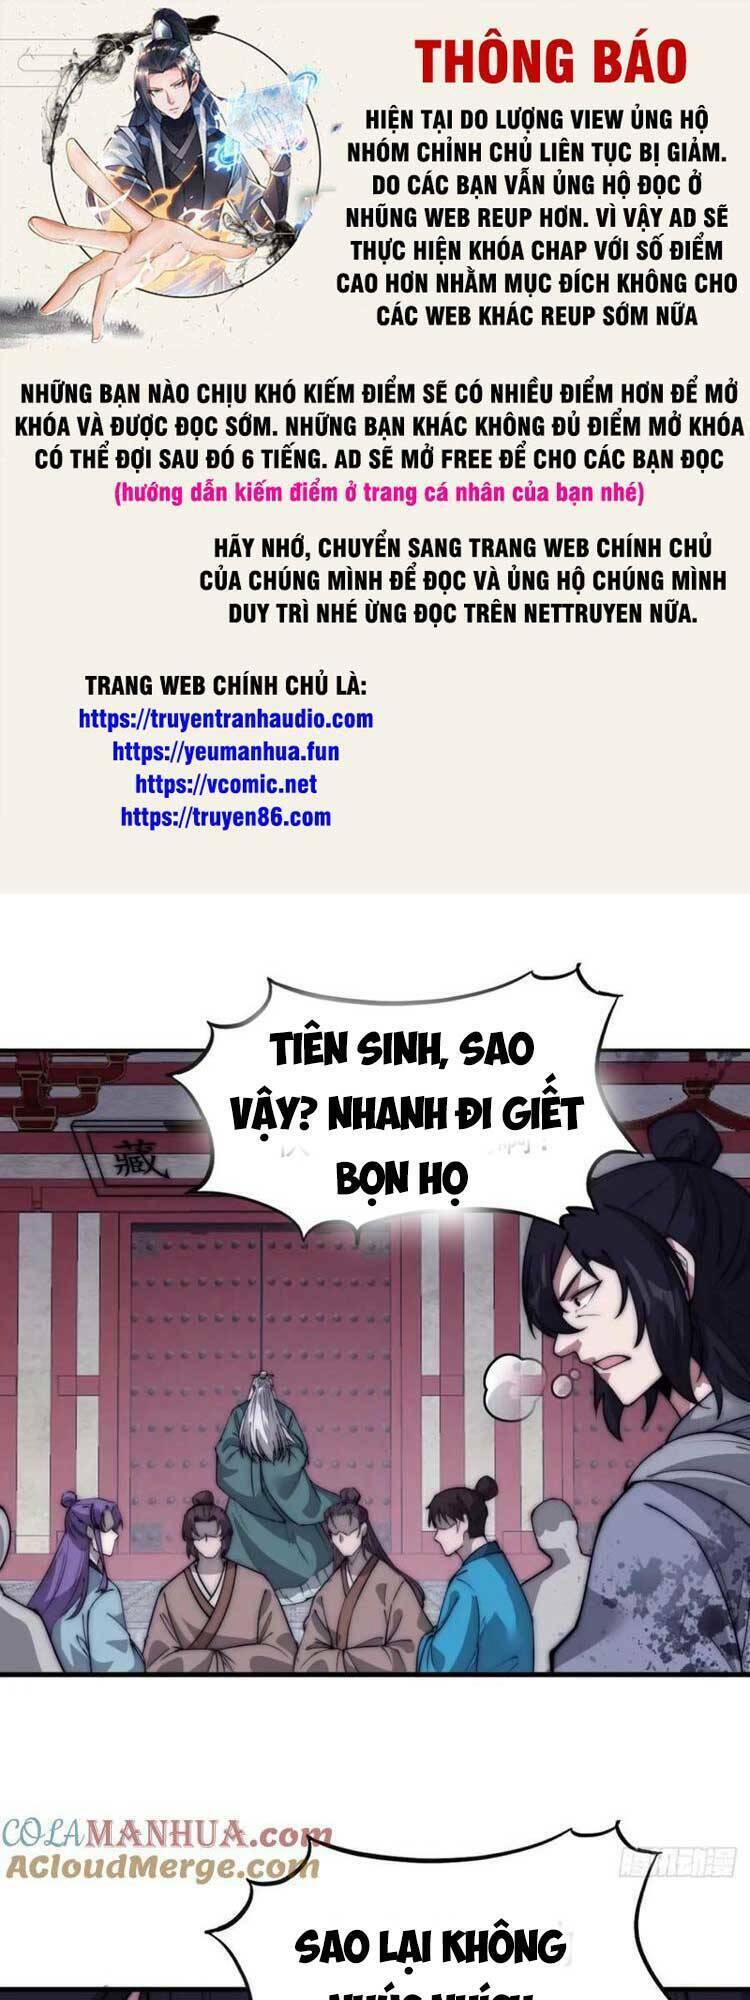 THÔNG BÁO
HIỆN TẠI DO LƯỢNG VIEW ỦNG HỘ
NHÓM CHỈNH CHỦ LIÊN TỤC BỊ GIẢM.
DO CÁC BẠN VẪN ỦNG HỘ ĐỌC Ở
NHŨNG WEB REUP HƠN. VÌ VẬY AD SẼ
THỰC HIỆN KHÓA CHAP VỚI SỐ ĐIỂM
CAO HƠN NHẰM MỤC ĐÍCH KHÔNG CHO
CÁC WEB KHÁC REUP SỚM NỮA
NHỮNG BẠN NÀO CHỊU KHÓ KIẾM ĐIỂM SẼ CÓ NHIỀU ĐIỂM HƠN ĐỂ MỞ
KHÓA VÀ ĐƯỢC ĐỌC SỚM. NHỮNG BẠN KHÁC KHÔNG ĐỦ ĐIỂM MỞ KHÓA
CÓ THỂ ĐỢI SAU ĐÓ 6 TIẾNG. AD SẼ MỞ FREE ĐỂ CHO CÁC BẠN ĐỌC
(hướng dẫn kiếm điểm ở trang cá nhân của bạn nhé)
HÃY NHỚ, CHUYỂN SANG TRANG WEB CHÍNH CHỦ
CỦA CHÚNG MÌNH ĐỂ ĐỌC VÀ ỦNG HỘ CHÚNG MÌNH
DUY TRÌ NHÉ ỪNG ĐỌC TRÊN NETTRUYEN NỮA.
TRANG WEB CHÍNH CHỦ LÀ:
https://truyentranhaudio.com
https://yeumanhua.fun
https://vcomic.net
https://truyen86.com
TIÊN SINH, SAO
VẬY? NHANH ĐI GIẾT
BỌN HỌ
藏
COLAMANHUA.com
AcloudMerge.com
SAO LẠI KHÔNG